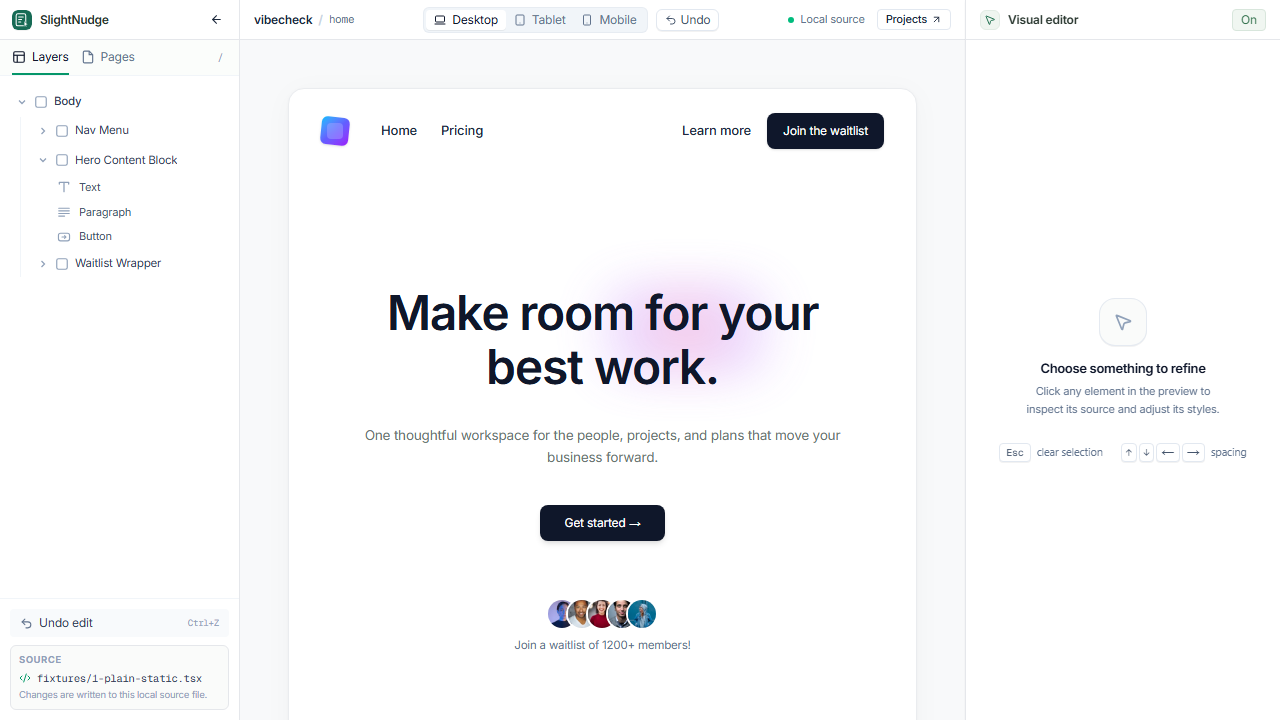 SlightNudge
vibecheck / home
Desktop
Tablet
Mobile
Undo
Local source
Projects
Visual editor
On
Layers
Pages
/
Body
Nav Menu
Hero Content Block
Text
Paragraph
Button
Waitlist Wrapper
Undo edit
Ctrl+Z
SOURCE
fixtures/1-plain-static.tsx
Changes are written to this local source file.
Home
Pricing
Learn more
Join the waitlist
Make room for your
best work.
One thoughtful workspace for the people, projects, and plans that move your
business forward.
Get started →
Join a waitlist of 1200+ members!
Choose something to refine
Click any element in the preview to
inspect its source and adjust its styles.
Esc clear selection ↑ ↓ ← → spacing